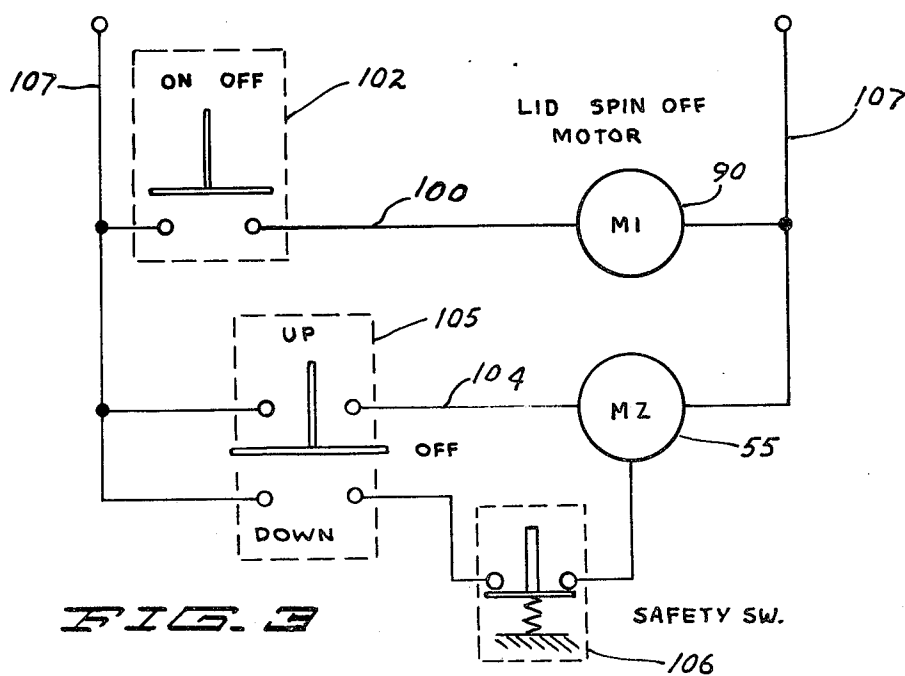 ON OFF
102
107
LID SPIN OFF
MOTOR
107
90
100
M1
105
UP
104
M2
OFF
55
DOWN
FIG. 3
SAFETY SW.
106